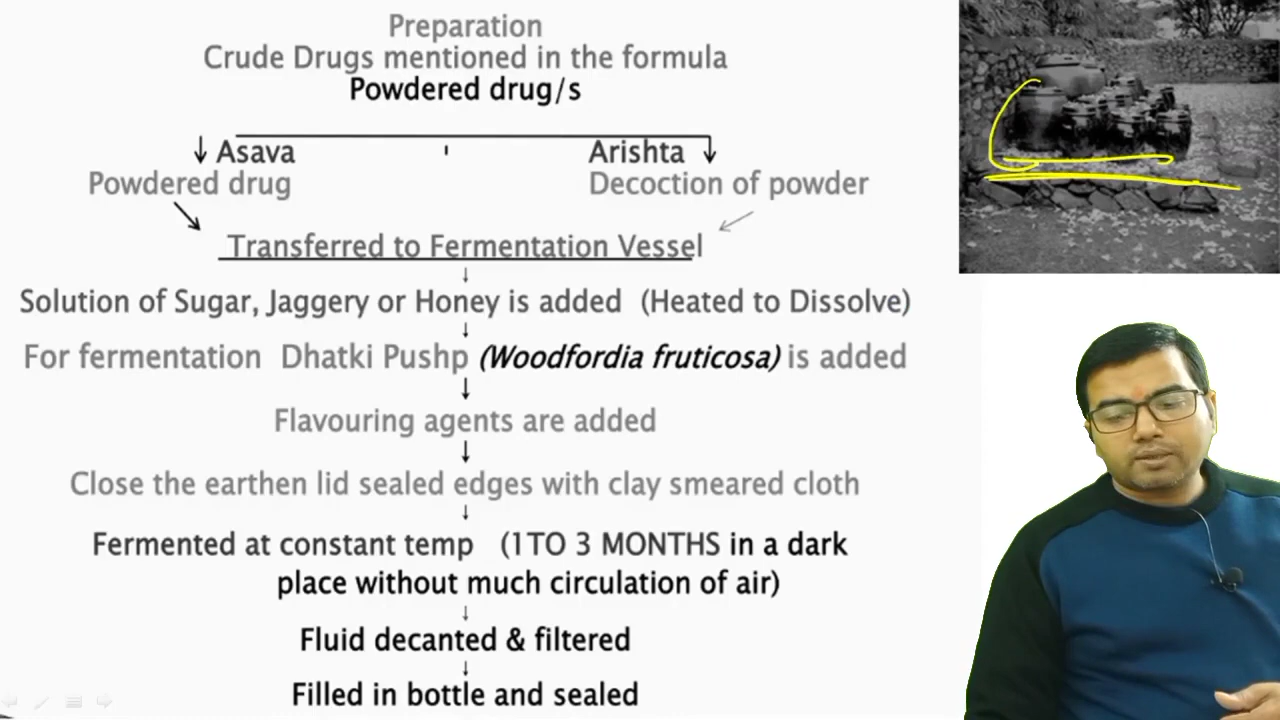 Preparation
Crude Drugs mentioned in the formula
Powdered drug/s
Asava
Arishta
Powdered drug
Decoction of powder
Transferred to Fermentation Vessel
Solution of Sugar, Jaggery or Honey is added (Heated to Dissolve)
For fermentation Dhatki Pushp (Woodfordia fruticosa) is added
Flavouring agents are added
Close the earthen lid sealed edges with clay smeared cloth
Fermented at constant temp (1TO 3 MONTHS in a dark
place without much circulation of air)
Fluid decanted & filtered
Filled in bottle and sealed